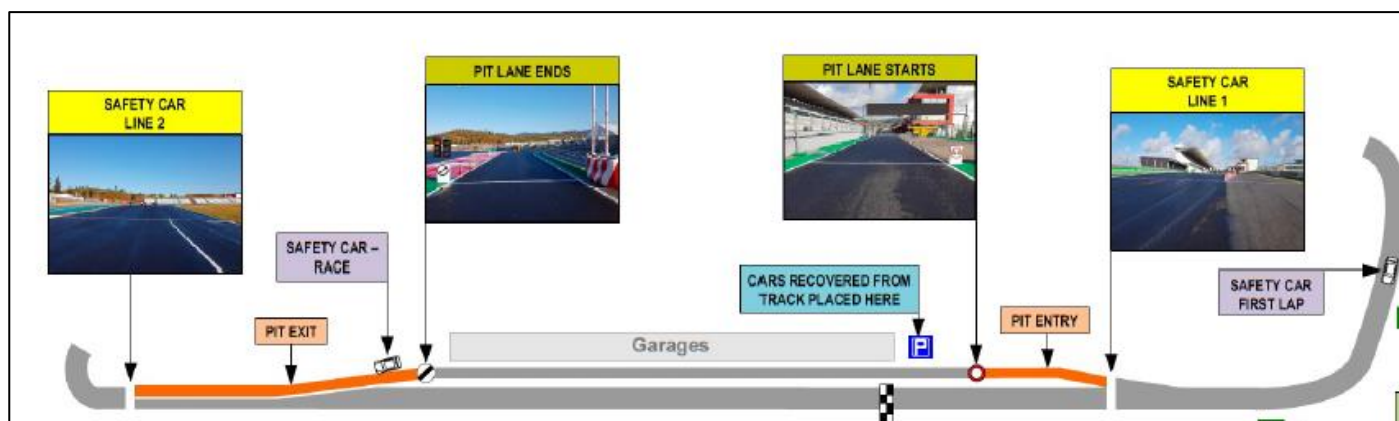 PIT LANE ENDS
PIT LANE STARTS
SAFETY CAR
LINE 1
SAFETY CAR
LINE 2
SAFETY CAR –
RACE
CARS RECOVERED FROM
TRACK PLACED HERE
SAFETY CAR
FIRST LAP
PIT EXIT
PIT ENTRY
Garages
P